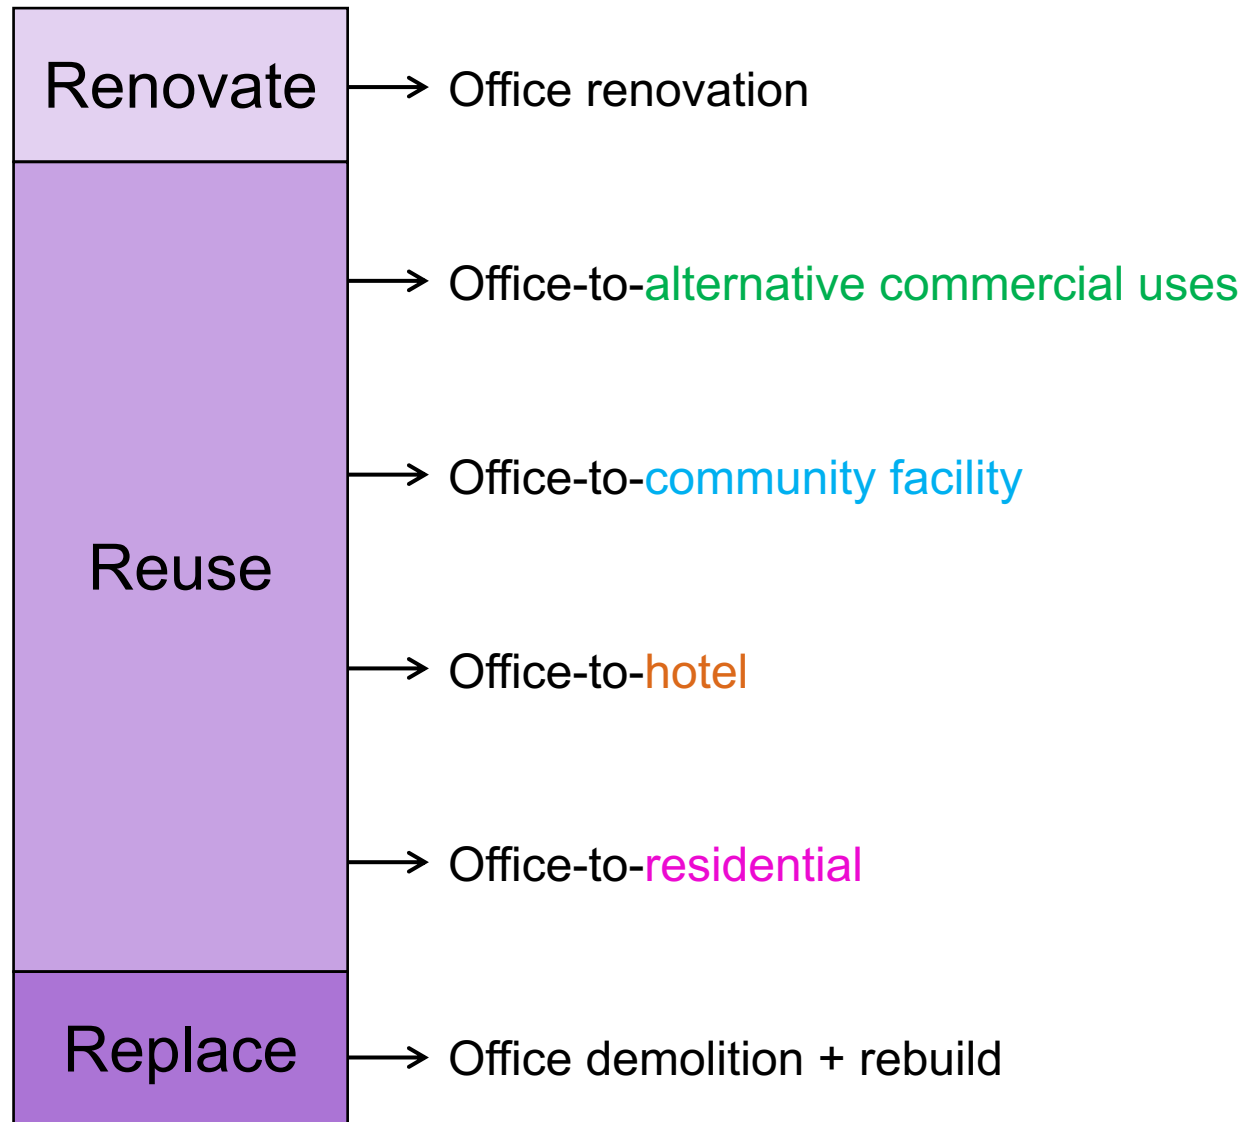 Renovate
Office renovation
Office-to-alternative commercial uses
Office-to-community facility
Reuse
Office-to-hotel
Office-to-residential
Replace
Office demolition + rebuild